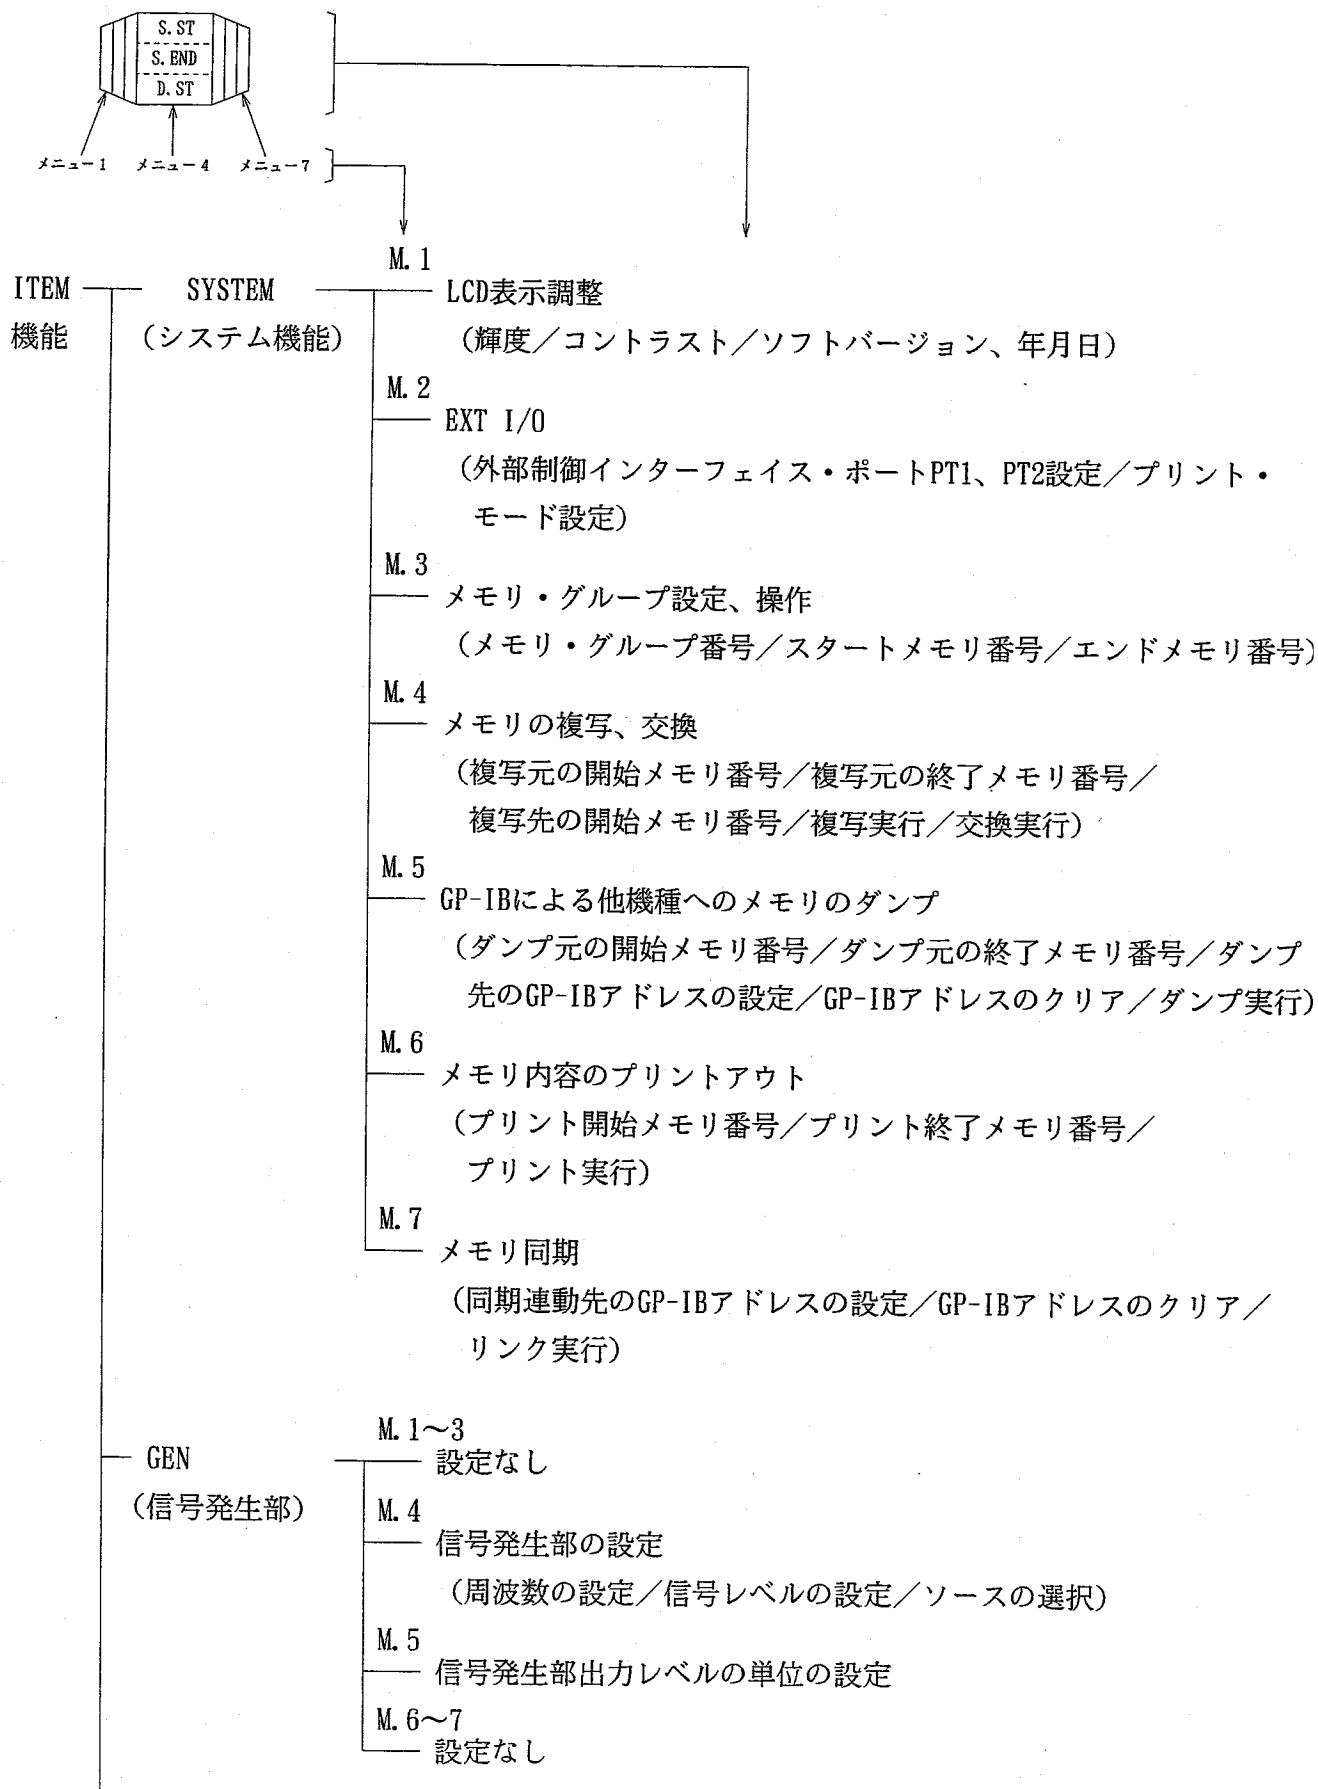 S.ST
S.END
D.ST
メニュー1 メニュー4 メニュー7
M.1
ITEM SYSTEM LCD表示調整
機能 (システム機能) (輝度／コントラスト／ソフトバージョン、年月日)
M.2
EXT I/O
(外部制御インターフェイス・ポートPT1、PT2設定／プリント・
モード設定)
M.3
メモリ・グループ設定、操作
(メモリ・グループ番号／スタートメモリ番号／エンドメモリ番号)
M.4
メモリの複写、交換
(複写元の開始メモリ番号／複写元の終了メモリ番号／
複写先の開始メモリ番号／複写実行／交換実行)
M.5
GP-IBによる他機種へのメモリのダンプ
(ダンプ元の開始メモリ番号／ダンプ元の終了メモリ番号／ダンプ
先のGP-IBアドレスの設定／GP-IBアドレスのクリア／ダンプ実行)
M.6
メモリ内容のプリントアウト
(プリント開始メモリ番号／プリント終了メモリ番号／
プリント実行)
M.7
メモリ同期
(同期連動先のGP-IBアドレスの設定／GP-IBアドレスのクリア／
リンク実行)
M.1～3
GEN 設定なし
(信号発生部) M.4
信号発生部の設定
(周波数の設定／信号レベルの設定／ソースの選択)
M.5
信号発生部出力レベルの単位の設定
M.6～7
設定なし